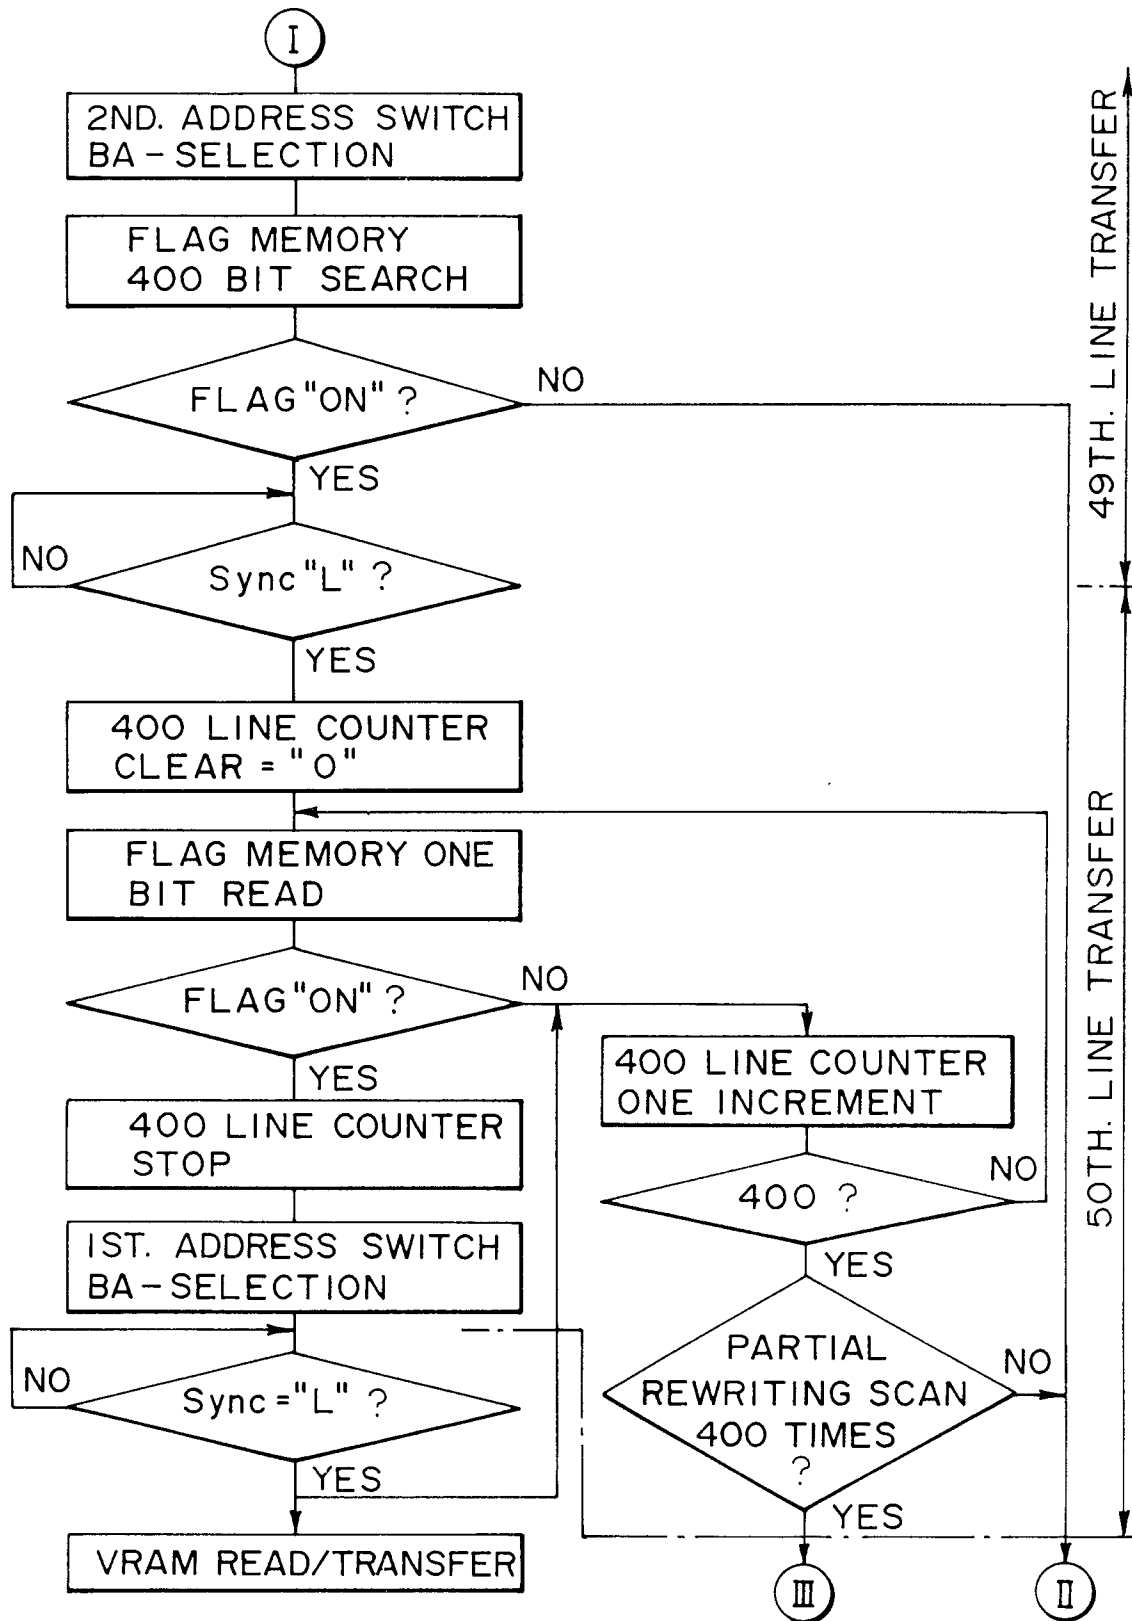 I
2ND. ADDRESS SWITCH
BA-SELECTION
FLAG MEMORY
400 BIT SEARCH
FLAG "ON" ?
NO
YES
NO
Sync "L" ?
YES
49TH. LINE TRANSFER
400 LINE COUNTER
CLEAR = "0"
FLAG MEMORY ONE
BIT READ
FLAG "ON" ?
NO
YES
400 LINE COUNTER
STOP
1ST. ADDRESS SWITCH
BA-SELECTION
NO
Sync = "L" ?
YES
VRAM READ/TRANSFER
400 LINE COUNTER
ONE INCREMENT
400 ?
NO
YES
PARTIAL
REWRITING SCAN
400 TIMES
?
NO
YES
50TH. LINE TRANSFER
III
II